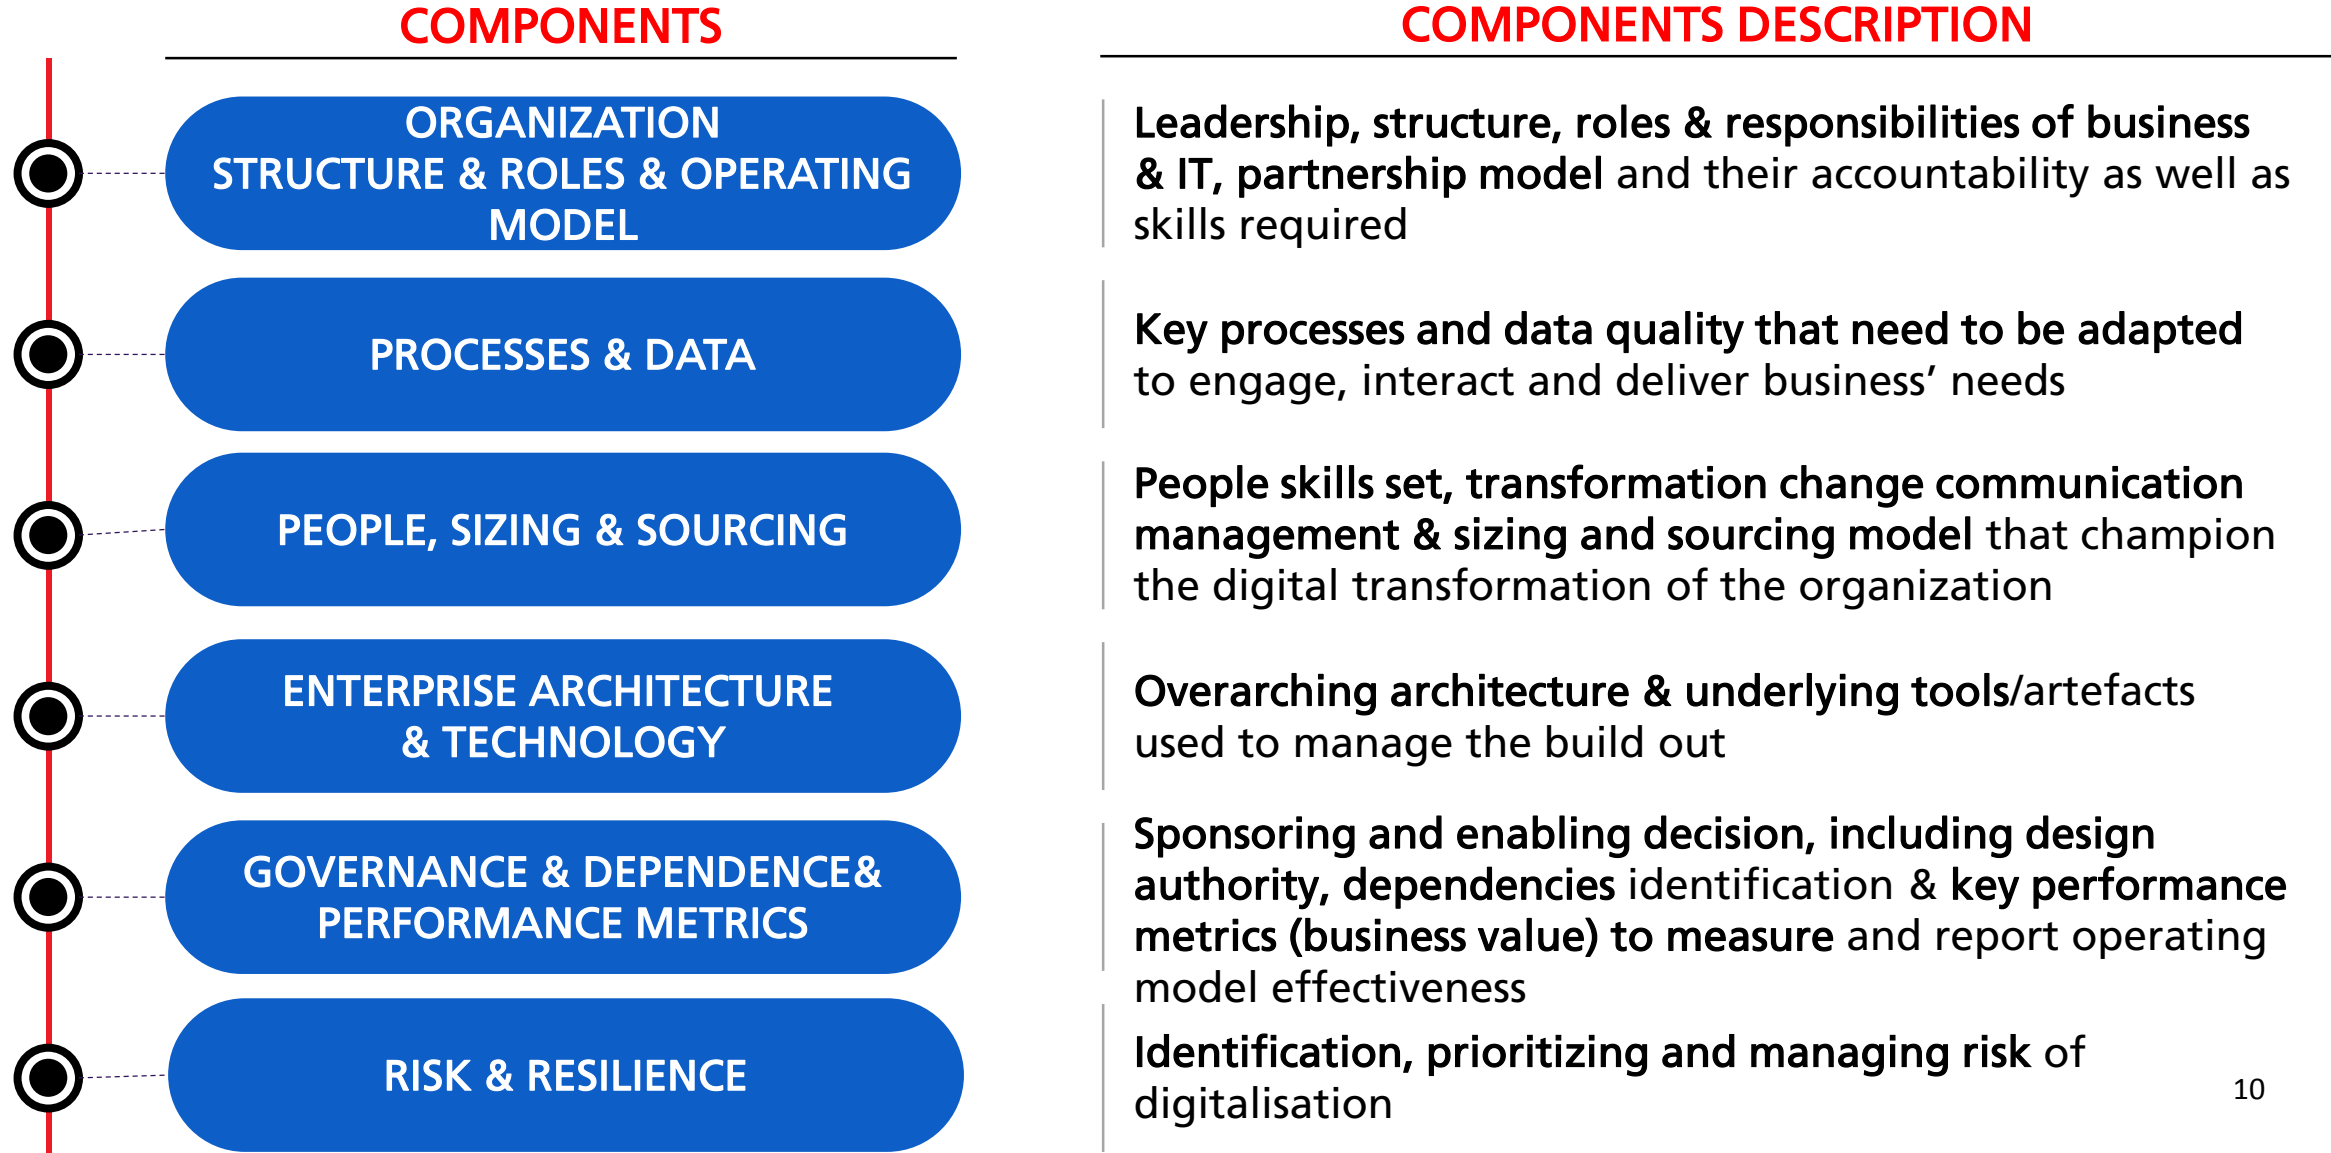 COMPONENTS
COMPONENTS DESCRIPTION
ORGANIZATION
STRUCTURE & ROLES & OPERATING
MODEL
Leadership, structure, roles & responsibilities of business
& IT, partnership model and their accountability as well as
skills required
PROCESSES & DATA
Key processes and data quality that need to be adapted
to engage, interact and deliver business’ needs
PEOPLE, SIZING & SOURCING
People skills set, transformation change communication
management & sizing and sourcing model that champion
the digital transformation of the organization
ENTERPRISE ARCHITECTURE
& TECHNOLOGY
Overarching architecture & underlying tools/artefacts
used to manage the build out
GOVERNANCE & DEPENDENCE&
PERFORMANCE METRICS
Sponsoring and enabling decision, including design
authority, dependencies identification & key performance
metrics (business value) to measure and report operating
model effectiveness
RISK & RESILIENCE
Identification, prioritizing and managing risk of
digitalisation
10